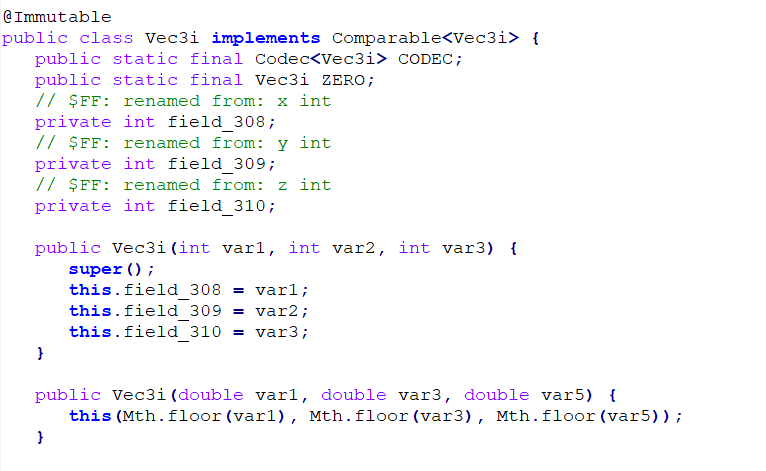 @Immutable
public class Vec3i implements Comparable<Vec3i> {
   public static final Codec<Vec3i> CODEC;
   public static final Vec3i ZERO;
   // $FF: renamed from: x int
   private int field_308;
   // $FF: renamed from: y int
   private int field_309;
   // $FF: renamed from: z int
   private int field_310;

   public Vec3i(int var1, int var2, int var3) {
      super();
      this.field_308 = var1;
      this.field_309 = var2;
      this.field_310 = var3;
   }

   public Vec3i(double var1, double var3, double var5) {
      this(Mth.floor(var1), Mth.floor(var3), Mth.floor(var5));
   }